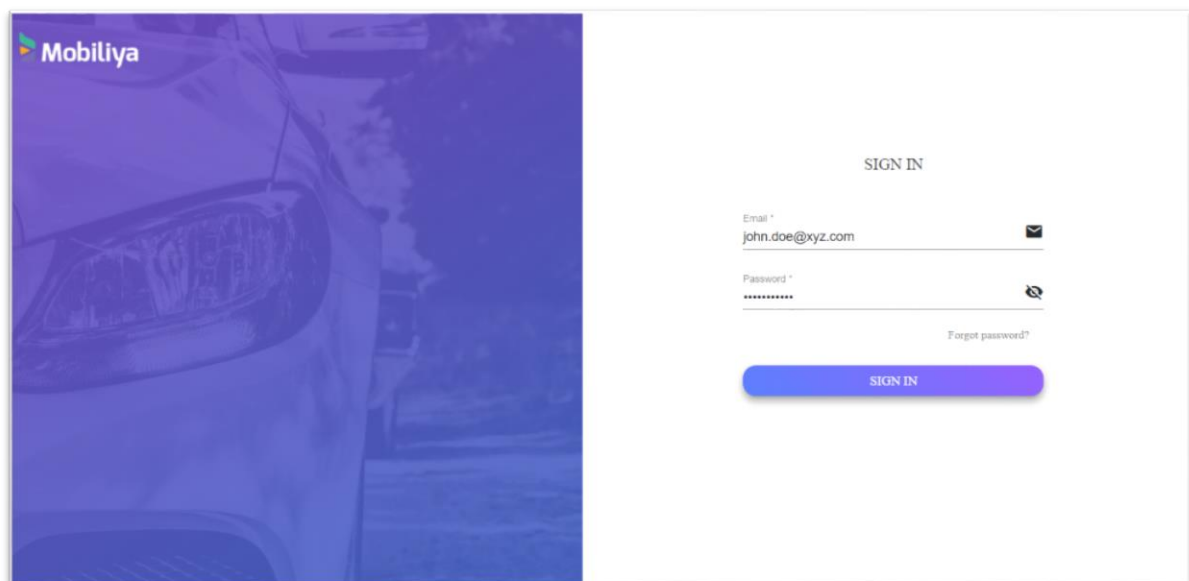 Mobiliya
SIGN IN
Email *
john.doe@xyz.com
Password *
•••••••••••
Forgot password?
SIGN IN